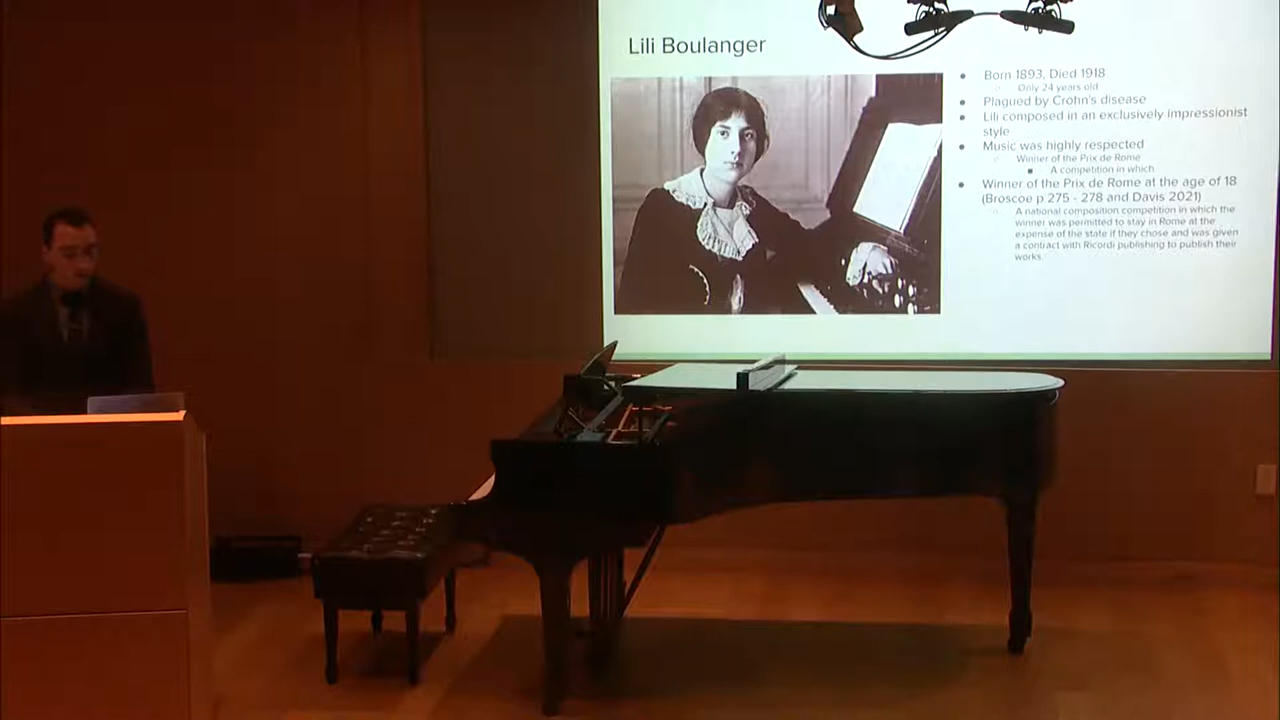 Lili Boulanger
Born 1893, Died 1918
Only 24 years old
Plagued by Crohn's disease
Lili composed in an exclusively impressionist
style
Music was highly respected
Winner of the Prix de Rome
A competition in which
Winner of the Prix de Rome at the age of 18
(Broscoe p 275 - 278 and Davis 2021)
A national composition competition in which the
winner was permitted to stay in Rome at the
expense of the state if they chose and was given
a contract with Ricordi publishing to publish their
works.